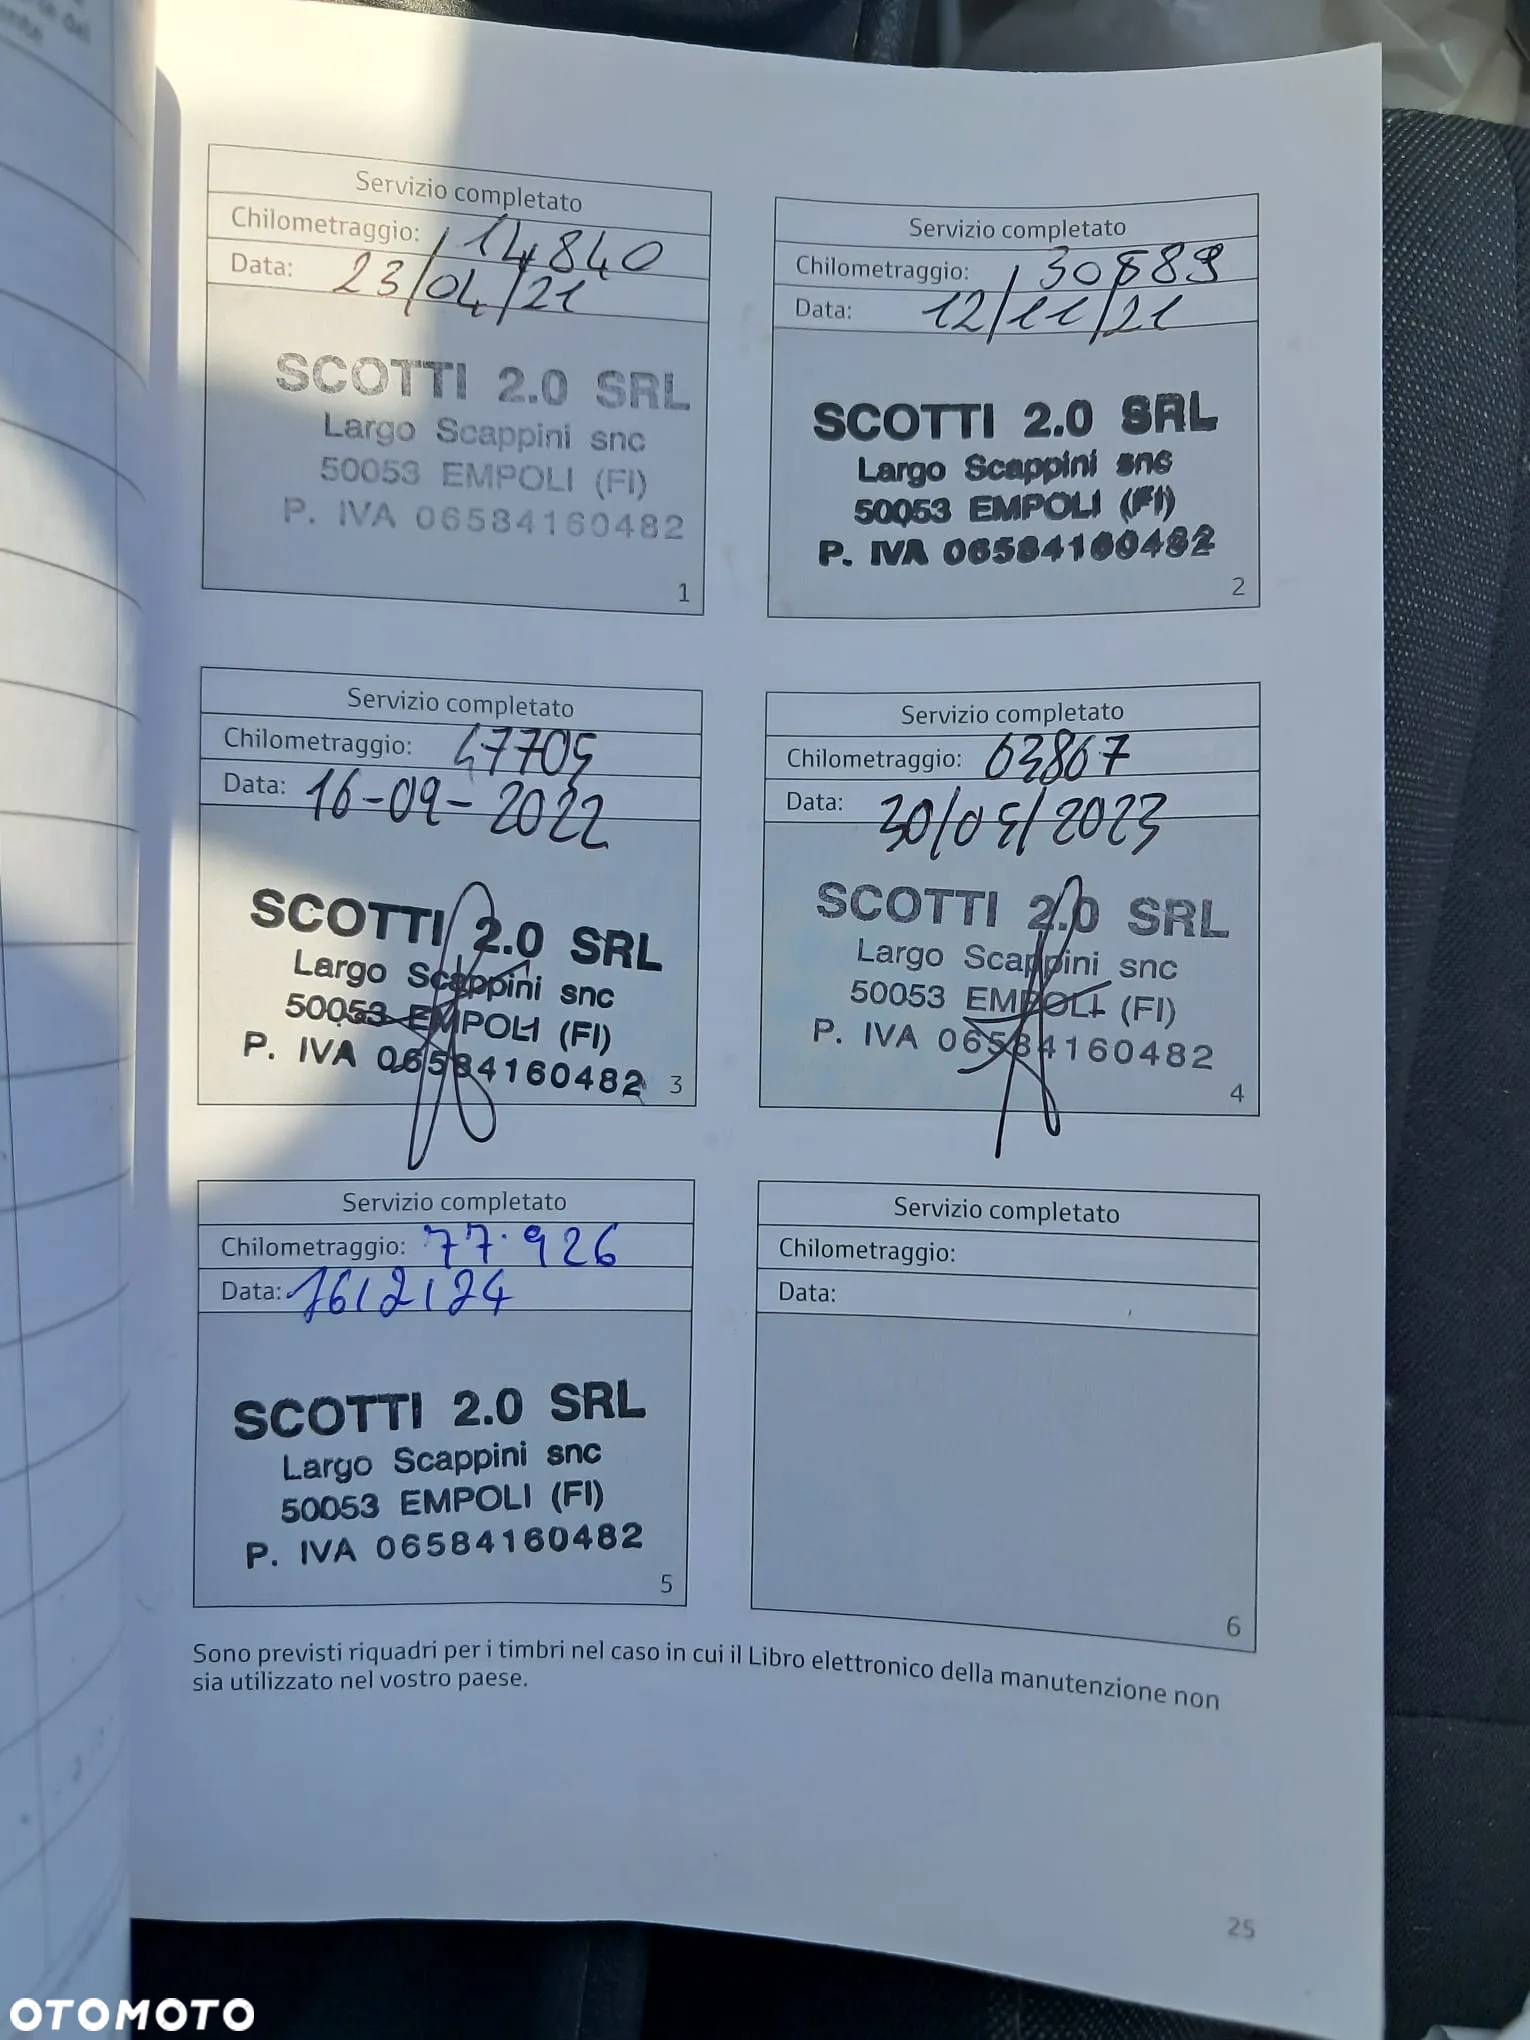 Servizio completato
Chilometraggio: 14840
Data: 23/04/21
SCOTTI 2.0 SRL
Largo Scappini snc
50053 EMPOLI (FI)
P. IVA 06584160482
1
Servizio completato
Chilometraggio:
Data: 12/11/21
SCOTTI 2.0 SRL
Largo Scappini snc
50053 EMPOLI (FI)
P. IVA 06584160482
2
Servizio completato
Chilometraggio: 47705
Data: 16-09-2022
SCOTTI 2.0 SRL
Largo Scappini snc
50053 EMPOLI (FI)
P. IVA 06584160482
3
Servizio completato
Chilometraggio: 63867
Data: 30/05/2023
SCOTTI 2.0 SRL
Largo Scappini snc
50053 EMPOLI (FI)
P. IVA 06584160482
4
Servizio completato
Chilometraggio: 77.926
Data: 16/2/24
SCOTTI 2.0 SRL
Largo Scappini snc
50053 EMPOLI (FI)
P. IVA 06584160482
5
Servizio completato
Chilometraggio:
Data:
6
Sono previsti riquadri per i timbri nel caso in cui il Libro elettronico della manutenzione non
sia utilizzato nel vostro paese.
25
OTOMOTO